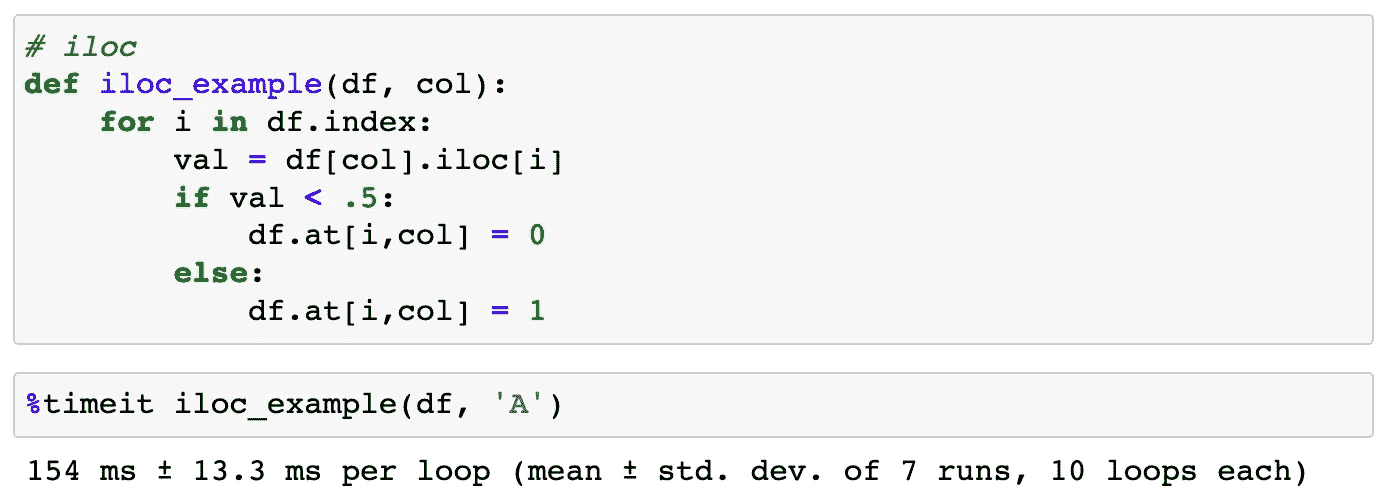 # iloc
def iloc_example(df, col):
    for i in df.index:
        val = df[col].iloc[i]
        if val < .5:
            df.at[i,col] = 0
        else:
            df.at[i,col] = 1
%timeit iloc_example(df, 'A')
154 ms ± 13.3 ms per loop (mean ± std. dev. of 7 runs, 10 loops each)